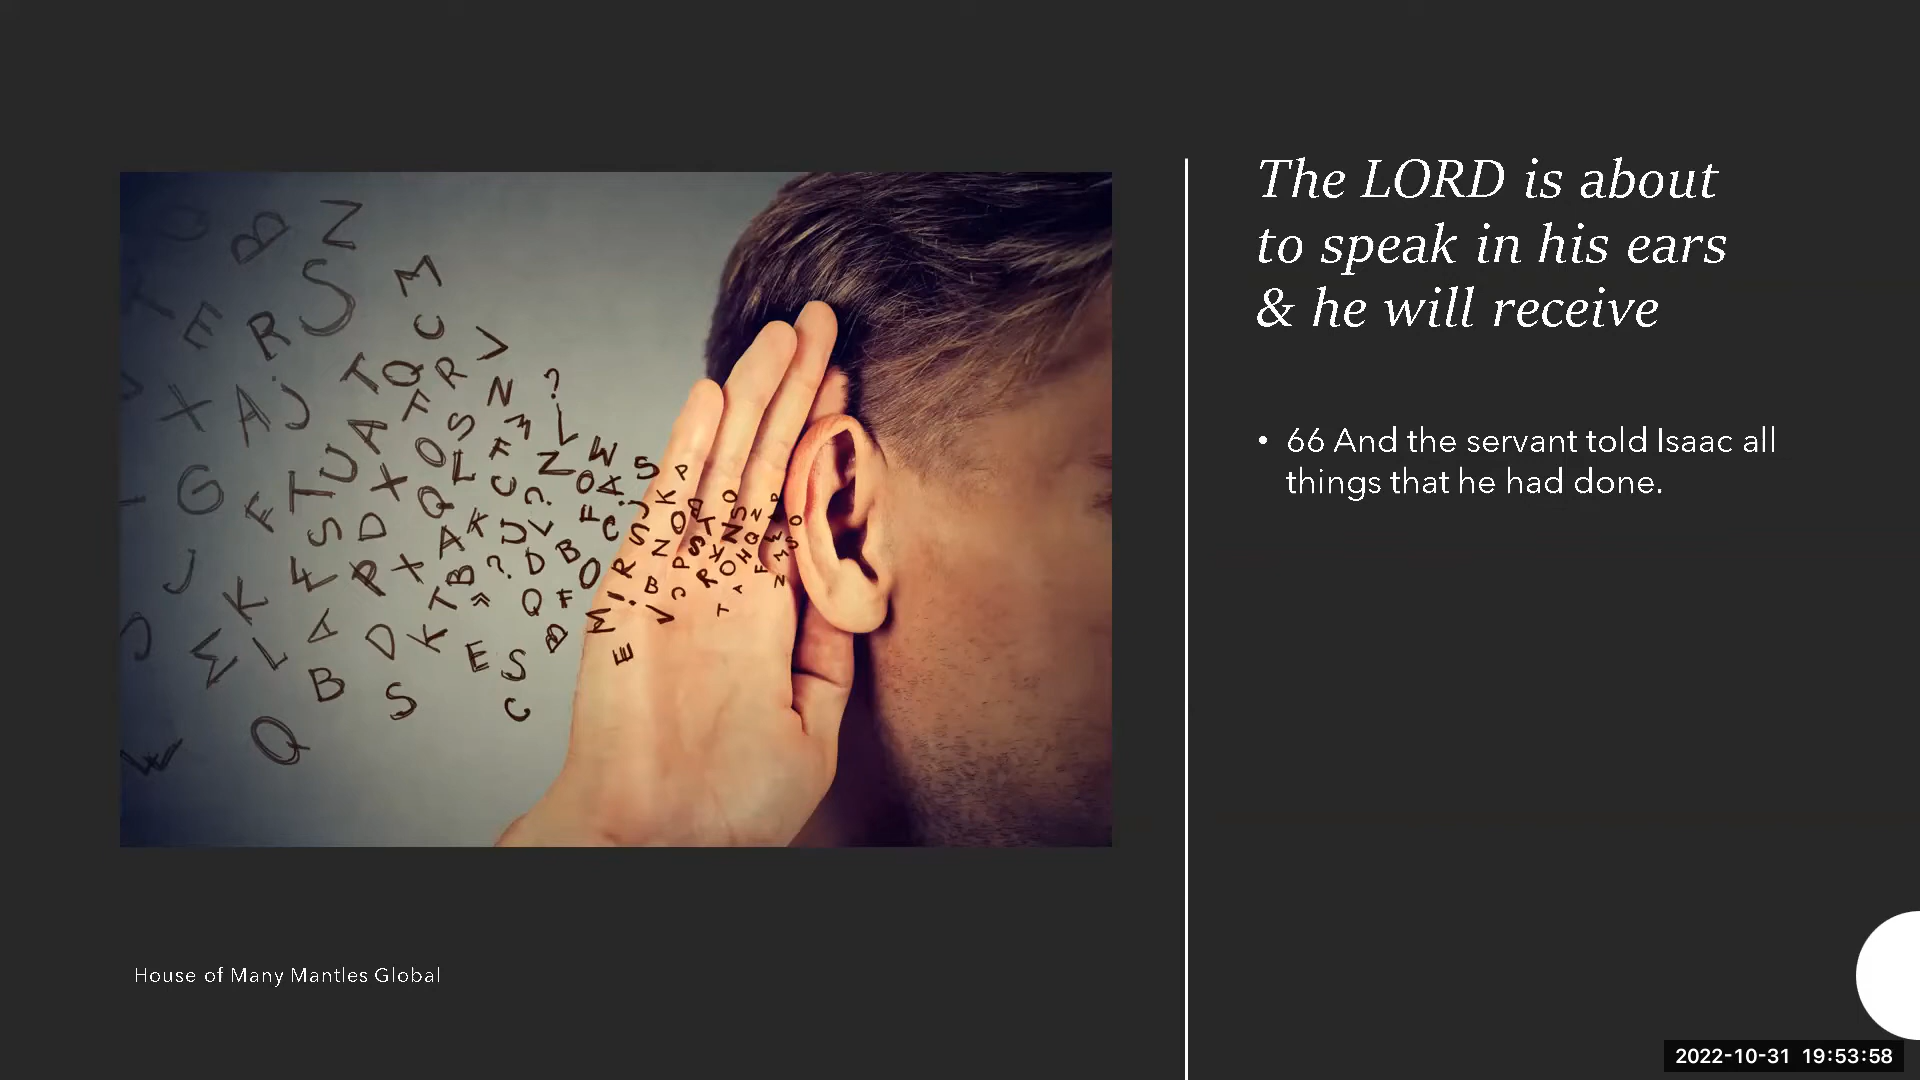 The LORD is about
to speak in his ears
& he will receive
• 66 And the servant told Isaac all
things that he had done.
House of Many Mantles Global
2022-10-31 19:53:58